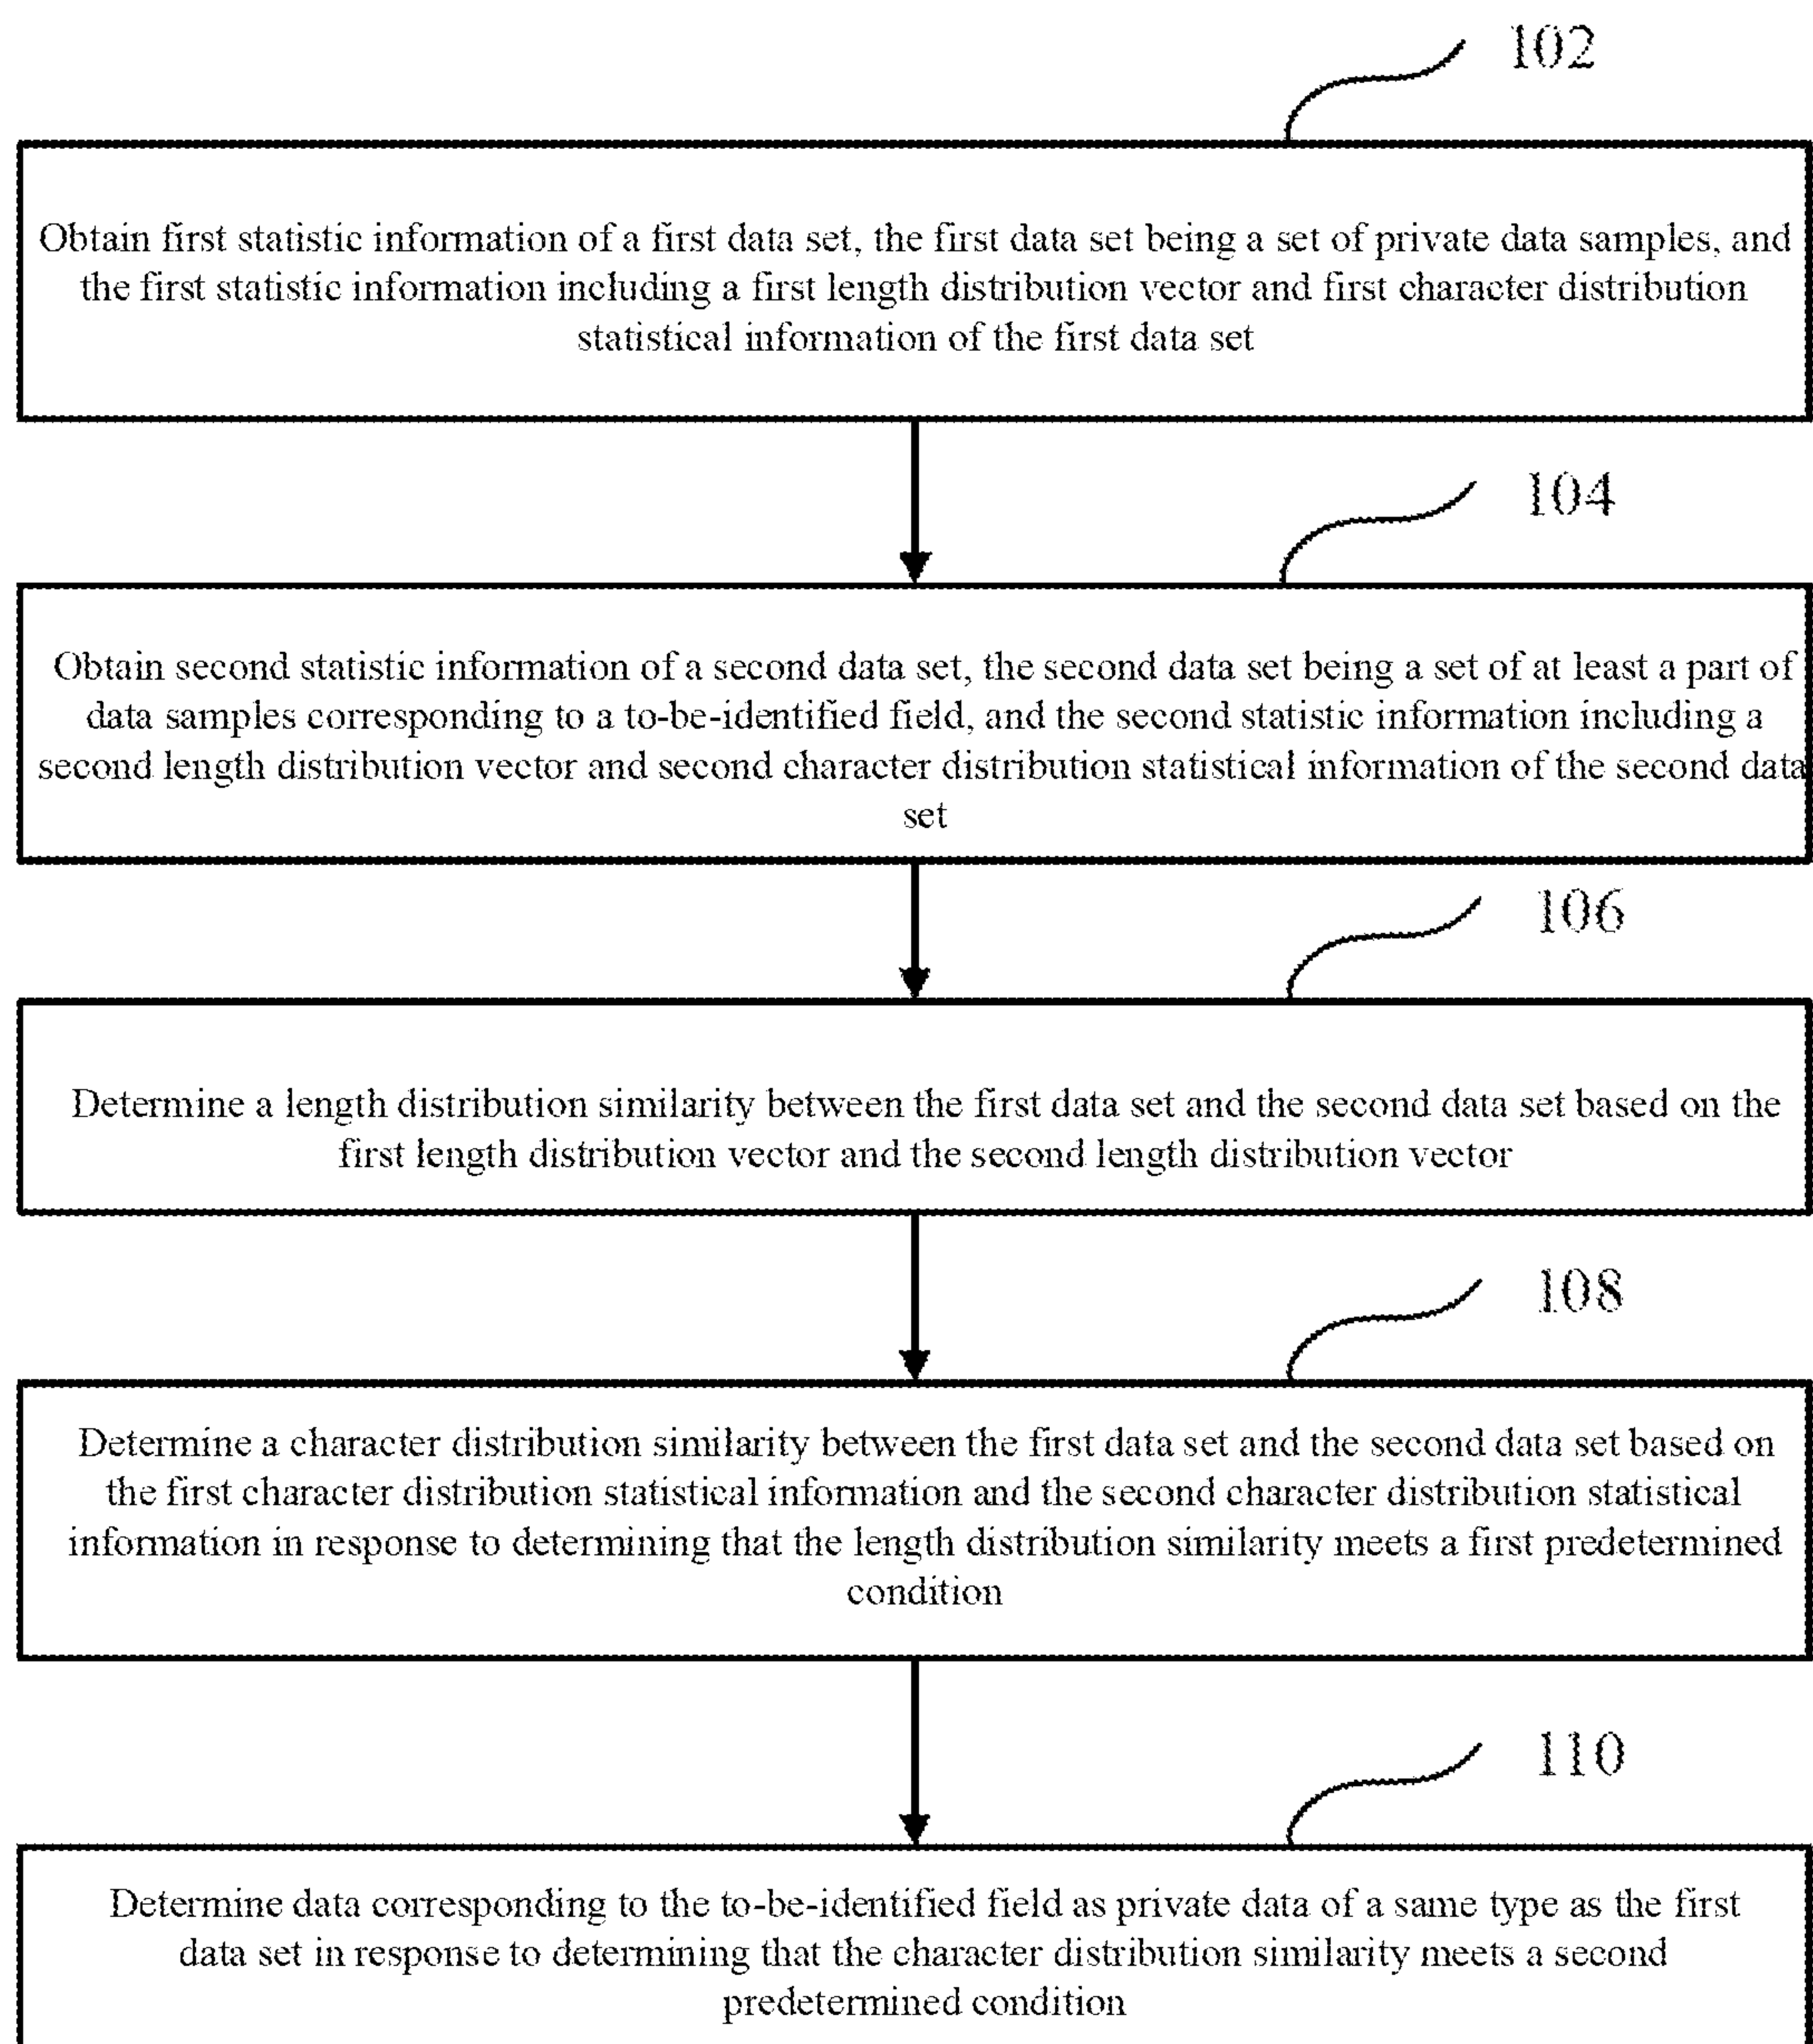 102
Obtain first statistic information of a first data set, the first data set being a set of private data samples, and
the first statistic information including a first length distribution vector and first character distribution
statistical information of the first data set
104
Obtain second statistic information of a second data set, the second data set being a set of at least a part of
data samples corresponding to a to-be-identified field, and the second statistic information including a
second length distribution vector and second character distribution statistical information of the second data
set
106
Determine a length distribution similarity between the first data set and the second data set based on the
first length distribution vector and the second length distribution vector
108
Determine a character distribution similarity between the first data set and the second data set based on
the first character distribution statistical information and the second character distribution statistical
information in response to determining that the length distribution similarity meets a first predetermined
condition
110
Determine data corresponding to the to-be-identified field as private data of a same type as the first
data set in response to determining that the character distribution similarity meets a second
predetermined condition